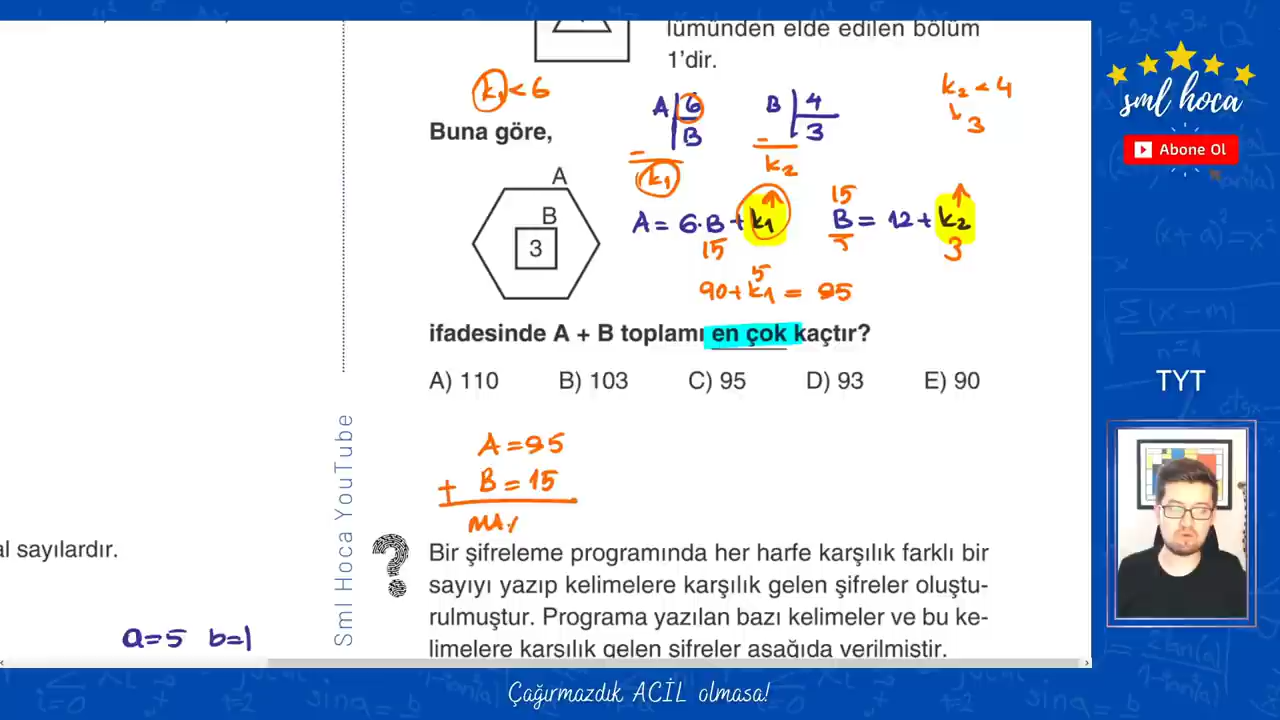 lümünden elde edilen bölüm
1'dir.
k₁ < 6
A 6
B
k₁
B 4
3
k₂
k₂ < 4
3
Buna göre,
A
B
3
A = 6.B + k₁
15
15
B = 12 + k₂
3
5
90 + k₁ = 95
ifadesinde A + B toplamı en çok kaçtır?
A) 110 B) 103 C) 95 D) 93 E) 90
A = 95
+ B = 15
Bir şifreleme programında her harfe karşılık farklı bir
sayıyı yazıp kelimelere karşılık gelen şifreler oluştu-
rulmuştur. Programa yazılan bazı kelimeler ve bu ke-
limelere karşılık gelen şifreler aşağıda verilmiştir.
al sayılardır.
a=5 b=1
Sml Hoca YouTube
sml hoca
Abone Ol
TYT
Çağırmazdık ACİL olmasa!